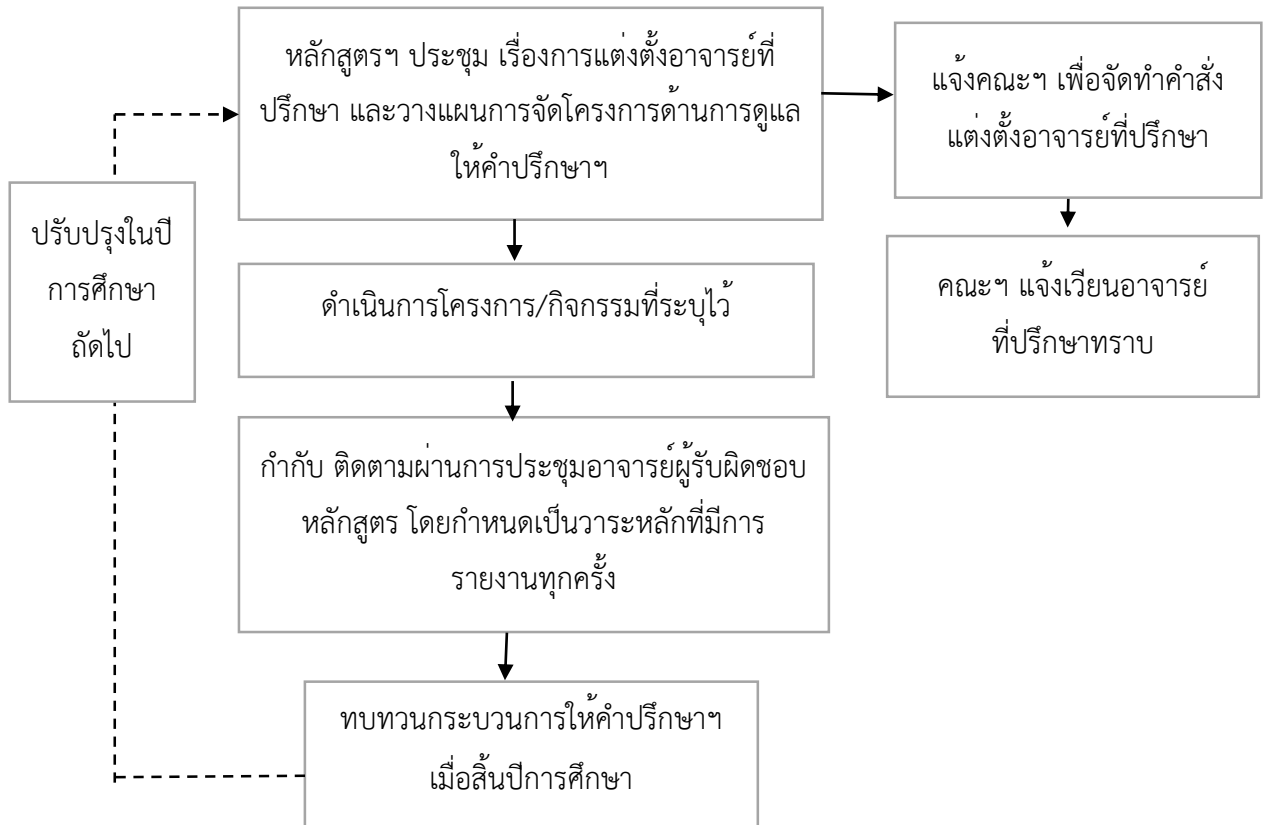 หลักสูตรฯ ประชุม เรื่องการแต่งตั้งอาจารย์ที่
ปรึกษา และวางแผนการจัดโครงการด้านการดูแล
ให้คำปรึกษาฯ
แจ้งคณะฯ เพื่อจัดทำคำสั่ง
แต่งตั้งอาจารย์ที่ปรึกษา
ปรับปรุงในปี
การศึกษา
ถัดไป
ดำเนินการโครงการ/กิจกรรมที่ระบุไว้
คณะฯ แจ้งเวียนอาจารย์
ที่ปรึกษาทราบ
กำกับ ติดตามผ่านการประชุมอาจารย์ผู้รับผิดชอบ
หลักสูตร โดยกำหนดเป็นวาระหลักที่มีการ
รายงานทุกครั้ง
ทบทวนกระบวนการให้คำปรึกษาฯ
เมื่อสิ้นปีการศึกษา